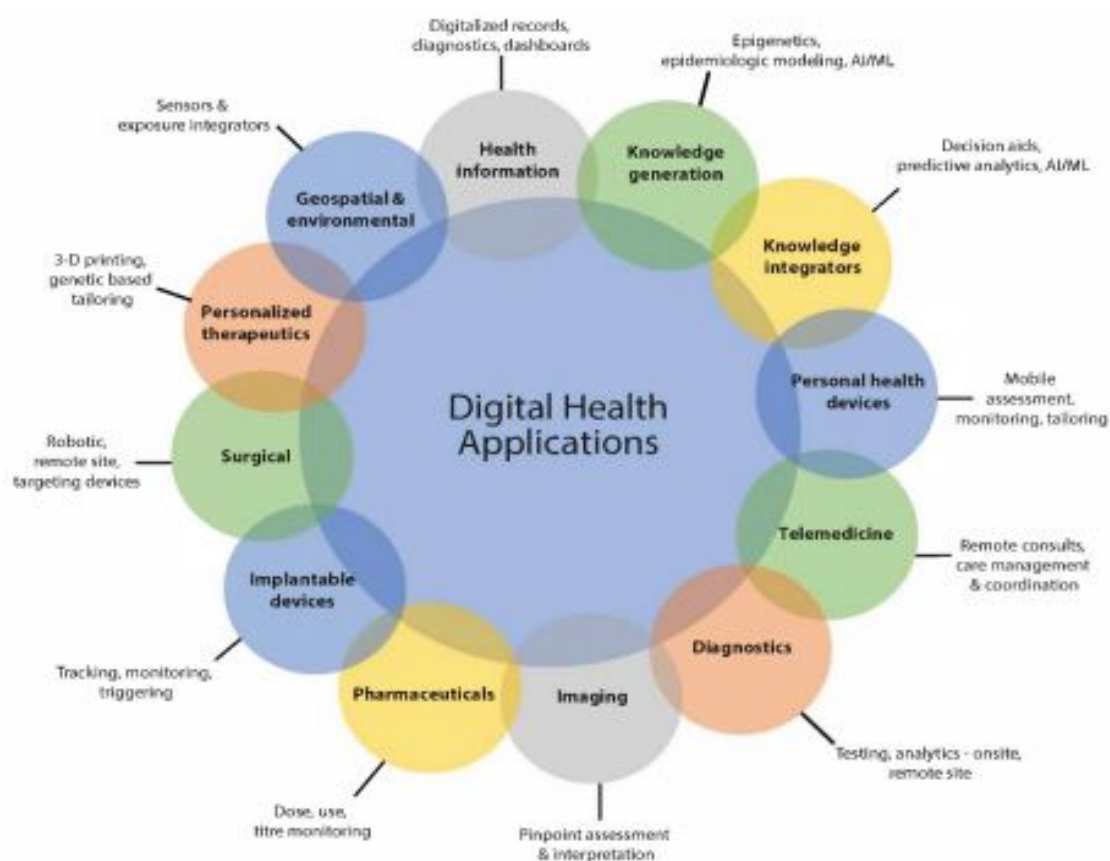 Digitalized records,
diagnostics, dashboards
Health
information
Epigenetics,
epidemiologic modeling, AI/ML
Knowledge
generation
Decision aids,
predictive analytics, AI/ML
Knowledge
integrators
Personal health
devices
Mobile
assessment,
monitoring, tailoring
Telemedicine
Remote consults,
care management
& coordination
Diagnostics
Testing, analytics - onsite,
remote site
Imaging
Pinpoint assessment
& interpretation
Pharmaceuticals
Dose, use,
titre monitoring
Implantable
devices
Tracking, monitoring,
triggering
Surgical
Robotic,
remote site,
targeting devices
Personalized
therapeutics
3-D printing,
genetic based
tailoring
Geospatial &
environmental
Sensors &
exposure integrators
Digital Health
Applications